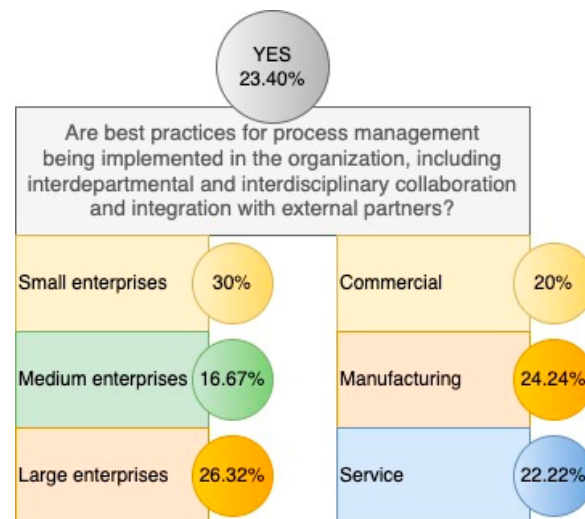 YES
23.40%
Are best practices for process management
being implemented in the organization, including
interdepartmental and interdisciplinary collaboration
and integration with external partners?
Small enterprises 30%
Medium enterprises 16.67%
Large enterprises 26.32%
Commercial 20%
Manufacturing 24.24%
Service 22.22%